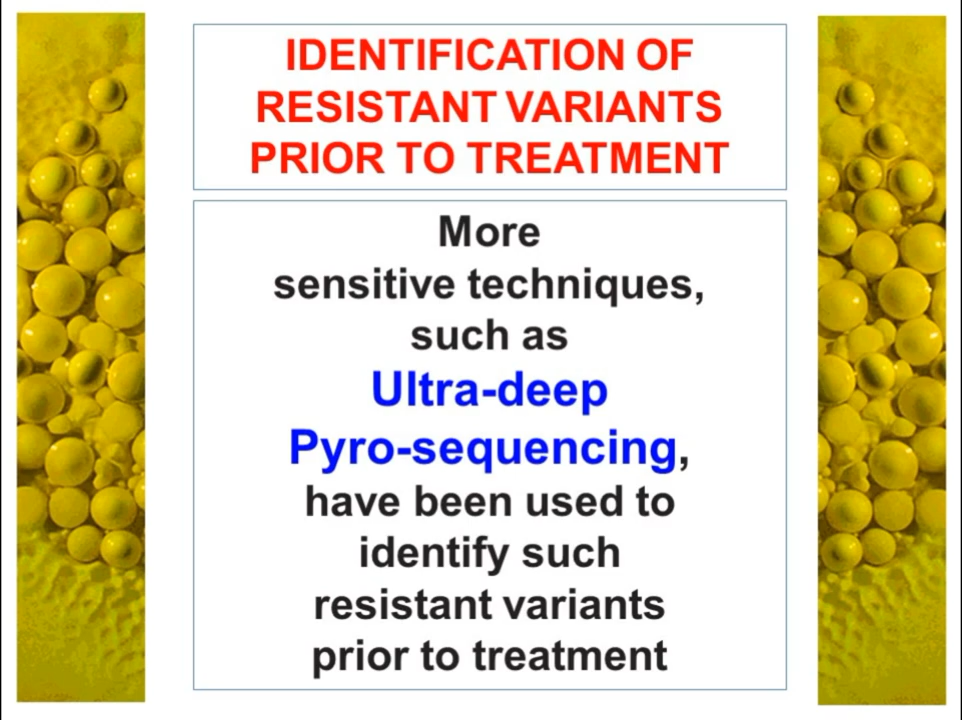 IDENTIFICATION OF
RESISTANT VARIANTS
PRIOR TO TREATMENT
More
sensitive techniques,
such as
Ultra-deep
Pyro-sequencing,
have been used to
identify such
resistant variants
prior to treatment